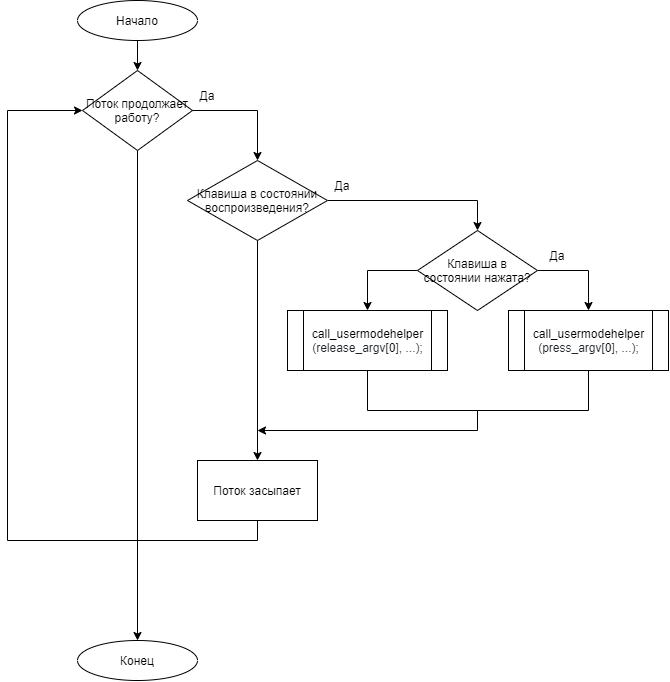 Начало
Поток продолжает
работу?
Да
Клавиша в состоянии
воспроизведения?
Да
Клавиша в
состоянии нажата?
Да
call_usermodehelper
(release_argv[0], ...);
call_usermodehelper
(press_argv[0], ...);
Поток засыпает
Конец